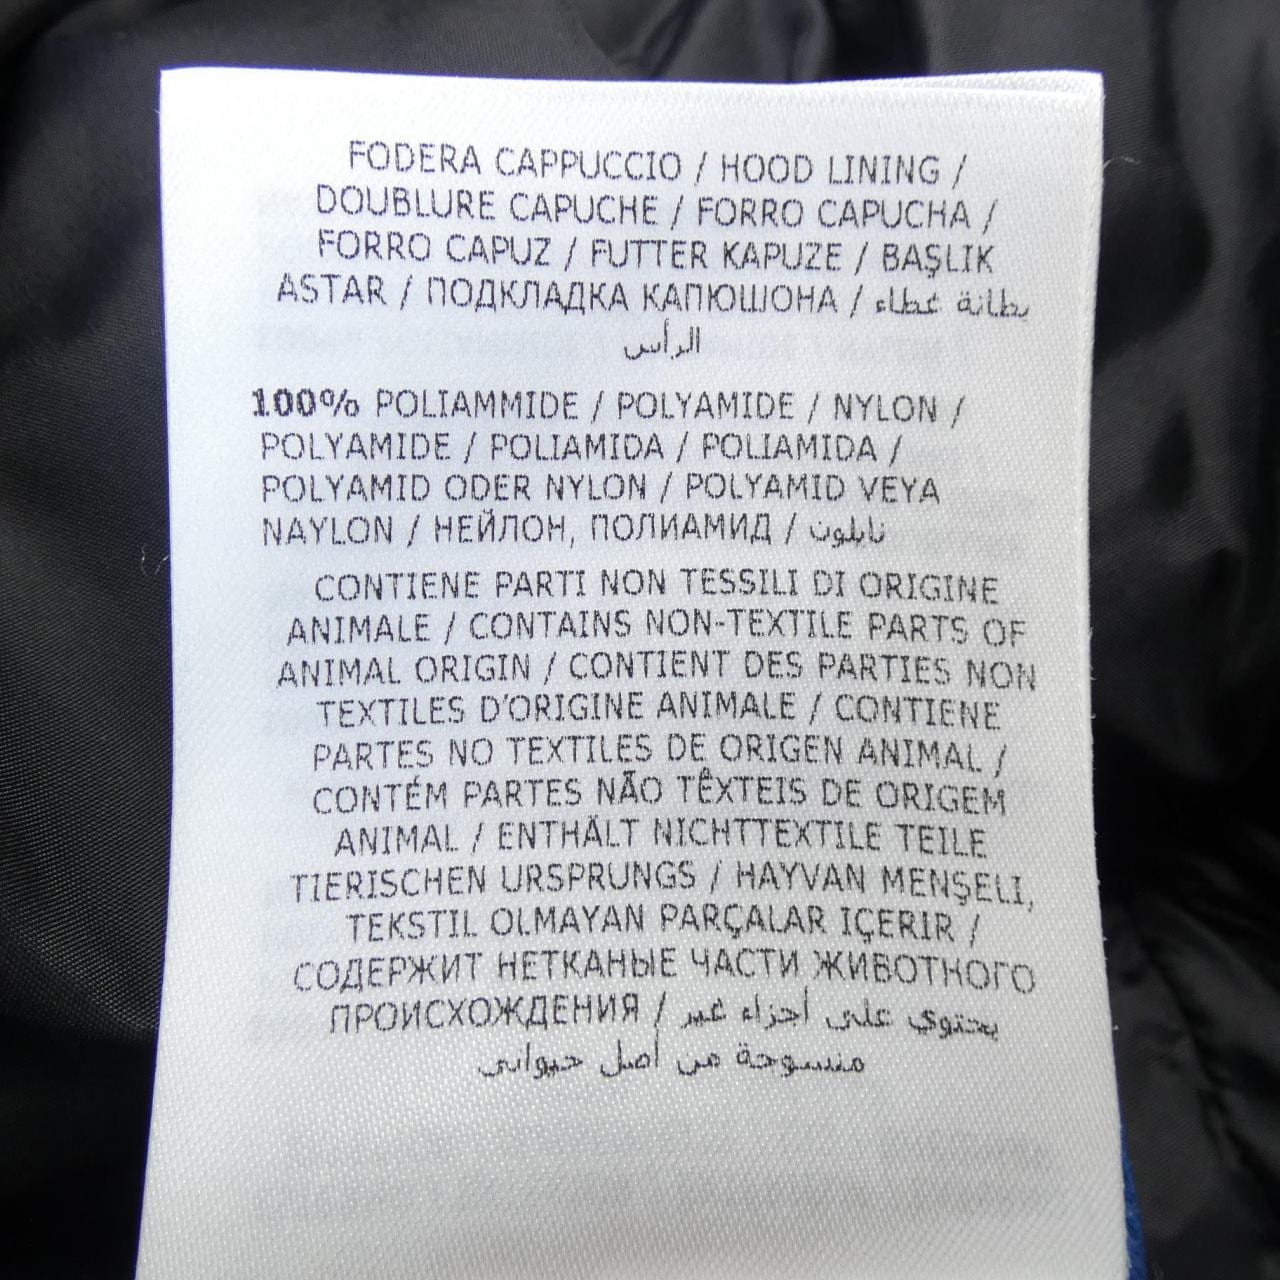 FODERA CAPPUCCIO / HOOD LINING /
DOUBLURE CAPUCHE / FORRO CAPUCHA /
FORRO CAPUZ / FUTTER KAPUZE / BAŞLIK
ASTAR / ПОДКЛАДКА КАПЮШОНА / بطانة غطاء
الرأس
100% POLIAMMIDE / POLYAMIDE / NYLON /
POLYAMIDE / POLIAMIDA / POLIAMIDA /
POLYAMID ODER NYLON / POLYAMID VEYA
NAYLON / НЕЙЛОН, ПОЛИАМИД / نايلون
CONTIENE PARTI NON TESSILI DI ORIGINE
ANIMALE / CONTAINS NON-TEXTILE PARTS OF
ANIMAL ORIGIN / CONTIENT DES PARTIES NON
TEXTILES D'ORIGINE ANIMALE / CONTIENE
PARTES NO TEXTILES DE ORIGEN ANIMAL /
CONTÉM PARTES NÃO TÊXTEIS DE ORIGEM
ANIMAL / ENTHÄLT NICHTTEXTILE TEILE
TIERISCHEN URSPRUNGS / HAYVAN MENŞELI,
TEKSTIL OLMAYAN PARÇALAR IÇERIR /
СОДЕРЖИТ НЕТКАНЫЕ ЧАСТИ ЖИВОТНОГО
ПРОИСХОЖДЕНИЯ / يحتوي على أجزاء غير
منسوجة من أصل حيواني